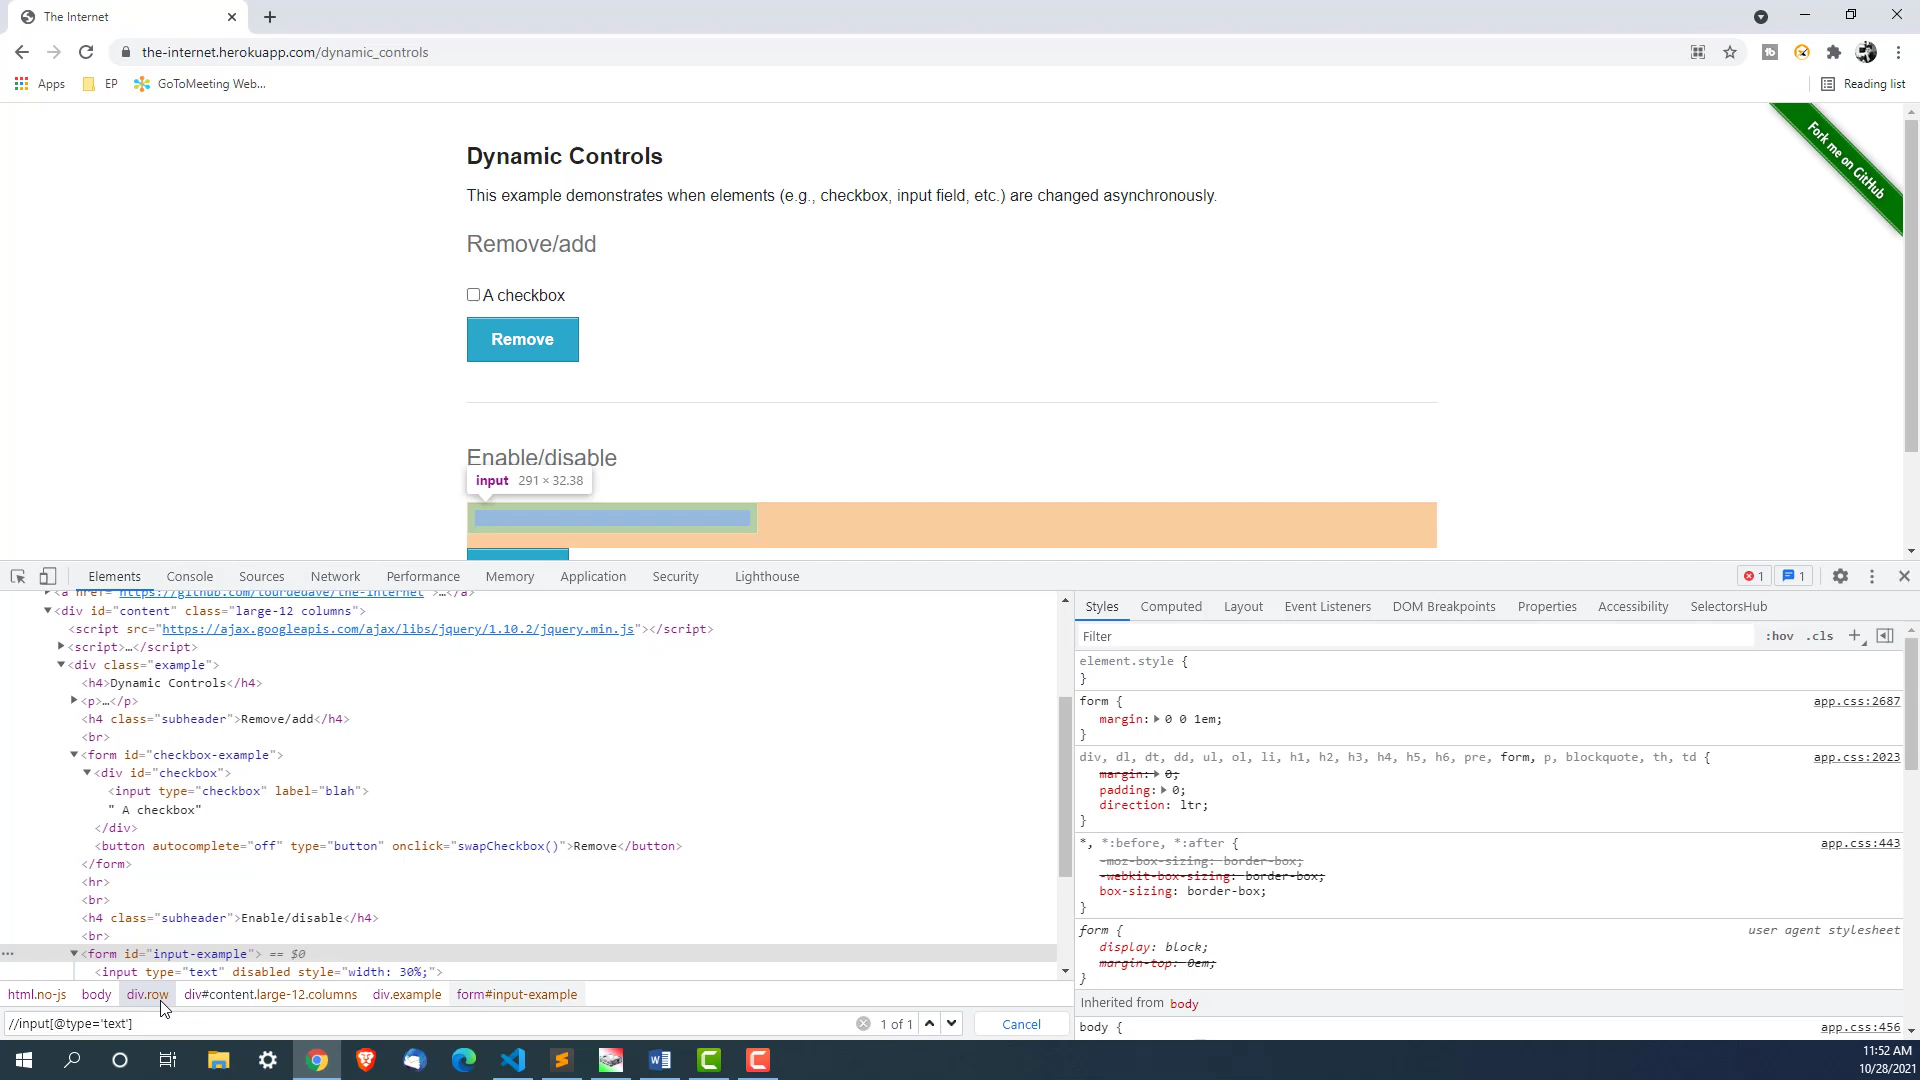 The Internet
the-internet.herokuapp.com/dynamic_controls
Apps EP GoToMeeting Web... Reading list
Fork me on GitHub
Dynamic Controls
This example demonstrates when elements (e.g., checkbox, input field, etc.) are changed asynchronously.
Remove/add
A checkbox
Remove
Enable/disable
input 291 × 32.38
Elements Console Sources Network Performance Memory Application Security Lighthouse 1 1
<a href="https://github.com/tourdedave/the-internet">…</a>
<div id="content" class="large-12 columns">
<script src="https://ajax.googleapis.com/ajax/libs/jquery/1.10.2/jquery.min.js"></script>
<script>…</script>
<div class="example">
<h4>Dynamic Controls</h4>
<p>…</p>
<h4 class="subheader">Remove/add</h4>
<br>
<form id="checkbox-example">
<div id="checkbox">
<input type="checkbox" label="blah">
" A checkbox"
</div>
<button autocomplete="off" type="button" onclick="swapCheckbox()">Remove</button>
</form>
<hr>
<br>
<h4 class="subheader">Enable/disable</h4>
<br>
<form id="input-example"> == $0
<input type="text" disabled style="width: 30%;">
html.no-js body div.row div#content.large-12.columns div.example form#input-example
//input[@type='text'] 1 of 1 Cancel
Styles Computed Layout Event Listeners DOM Breakpoints Properties Accessibility SelectorsHub
Filter :hov .cls
element.style {
}
form { app.css:2687
margin: 0 0 1em;
}
div, dl, dt, dd, ul, ol, li, h1, h2, h3, h4, h5, h6, pre, form, p, blockquote, th, td { app.css:2023
margin: 0;
padding: 0;
direction: ltr;
}
*, *:before, *:after { app.css:443
-moz-box-sizing: border-box;
-webkit-box-sizing: border-box;
box-sizing: border-box;
}
form { user agent stylesheet
display: block;
margin-top: 0em;
}
Inherited from body
body { app.css:456
11:52 AM
10/28/2021